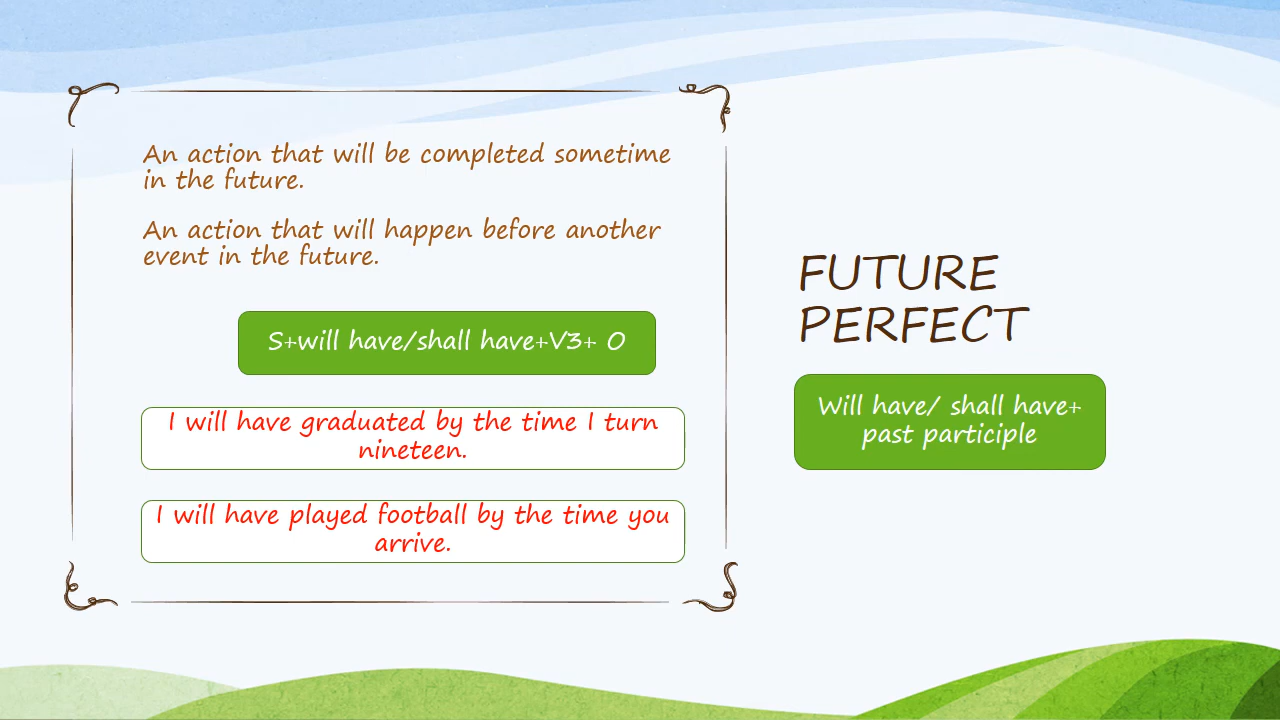 An action that will be completed sometime
in the future.
An action that will happen before another
event in the future.
S+will have/shall have+V3+ O
I will have graduated by the time I turn
nineteen.
I will have played football by the time you
arrive.
FUTURE
PERFECT
Will have/ shall have+
past participle